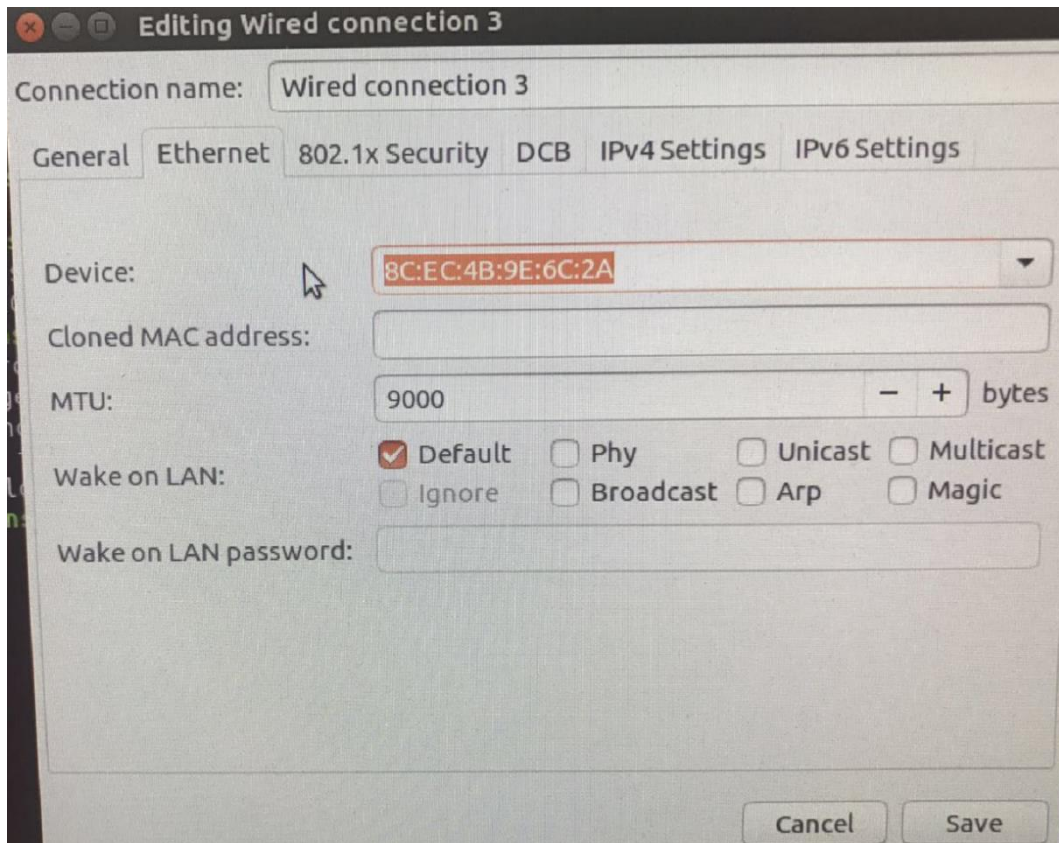 Editing Wired connection 3
Connection name: Wired connection 3
General Ethernet 802.1x Security DCB IPv4 Settings IPv6 Settings
Device: 8C:EC:4B:9E:6C:2A
Cloned MAC address:
MTU: 9000 − + bytes
Wake on LAN: Default Phy Unicast Multicast
Ignore Broadcast Arp Magic
Wake on LAN password:
Cancel Save